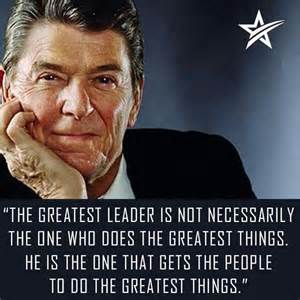 “THE GREATEST LEADER IS NOT NECESSARILY
THE ONE WHO DOES THE GREATEST THINGS.
HE IS THE ONE THAT GETS THE PEOPLE
TO DO THE GREATEST THINGS.”